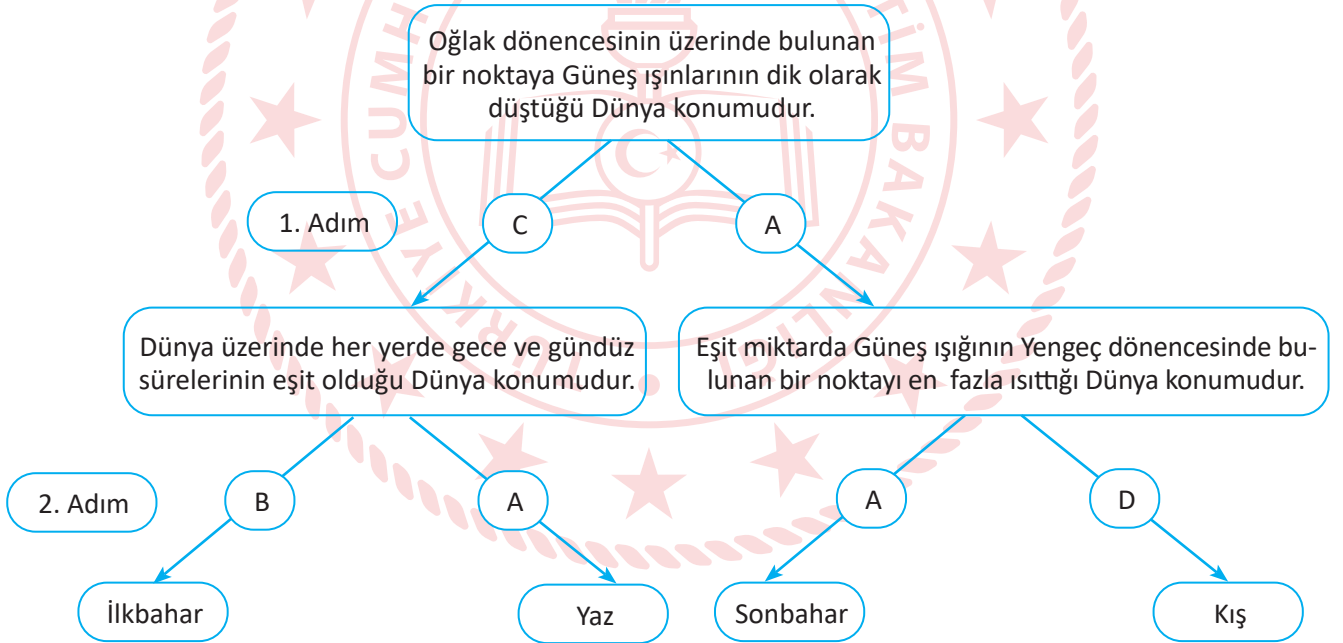 Oğlak dönencesinin üzerinde bulunan
bir noktaya Güneş ışınlarının dik olarak
düştüğü Dünya konumudur.
1. Adım
C
A
Dünya üzerinde her yerde gece ve gündüz
sürelerinin eşit olduğu Dünya konumudur.
Eşit miktarda Güneş ışığının Yengeç dönencesinde bu-
lunan bir noktayı en fazla ısıttığı Dünya konumudur.
2. Adım
B
A
A
D
İlkbahar
Yaz
Sonbahar
Kış